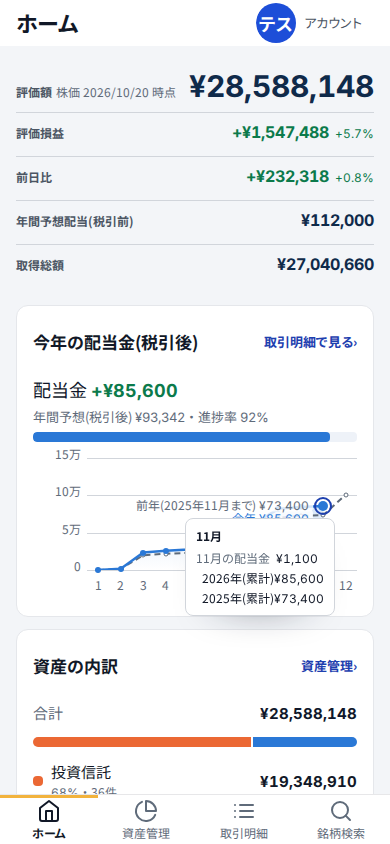 ホーム
テス アカウント
評価額 株価 2026/10/20 時点 ¥28,588,148
評価損益 +¥1,547,488 +5.7%
前日比 +¥232,318 +0.8%
年間予想配当(税引前) ¥112,000
取得総額 ¥27,040,660
今年の配当金(税引後) 取引明細で見る›
配当金 +¥85,600
年間予想(税引後) ¥93,342・進捗率 92%
15万
10万
5万
0
前年(2025年11月まで) ¥73,400
今年 ¥85,600
11月
11月の配当金 ¥1,100
2026年(累計)¥85,600
2025年(累計)¥73,400
1 2 3 4 12
資産の内訳 資産管理›
合計 ¥28,588,148
投資信託 ¥19,348,910
68%・36件
ホーム 資産管理 取引明細 銘柄検索